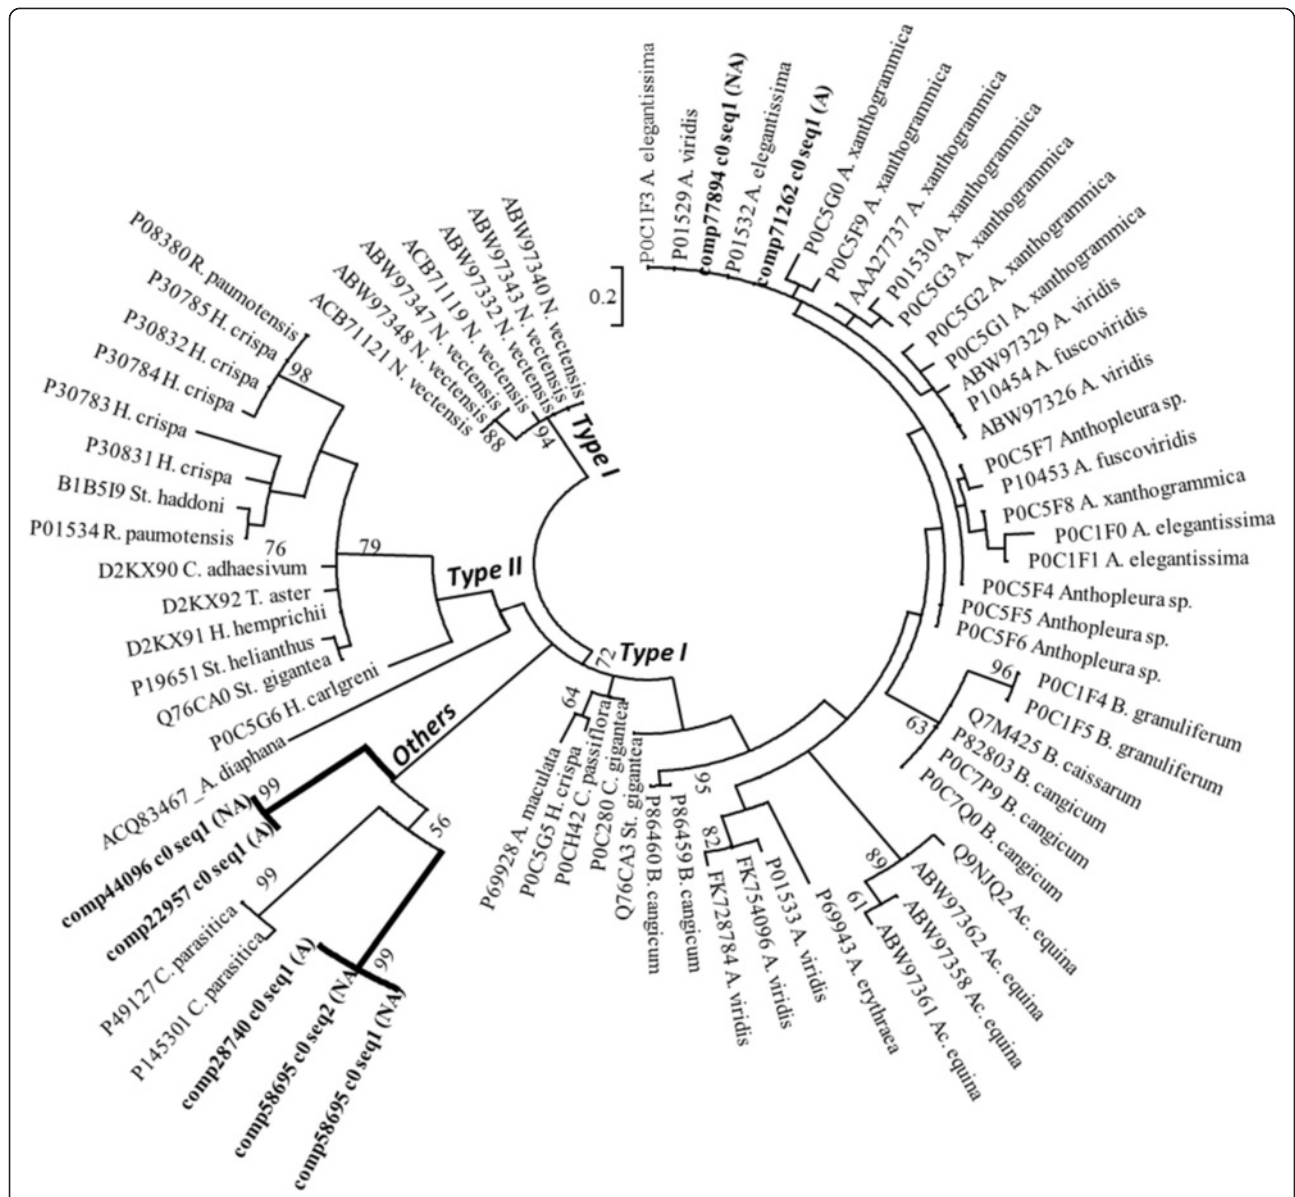 P0C1F3 A. elegantissima
P01529 A. viridis
comp77894 c0 seq1 (NA)
P01532 A. elegantissima
comp71262 c0 seq1 (A)
P0C5G0 A. xanthogrammica
P0C5F9 A. xanthogrammica
AAA27737 A. xanthogrammica
P01530 A. xanthogrammica
P0C5G3 A. xanthogrammica
P0C5G2 A. xanthogrammica
P0C5G1 A. xanthogrammica
ABW97329 A. viridis
P10454 A. fuscoviridis
ABW97326 A. viridis
P0C5F7 Anthopleura sp.
P10453 A. fuscoviridis
P0C5F8 A. xanthogrammica
P0C1F0 A. elegantissima
P0C1F1 A. elegantissima
P0C5F4 Anthopleura sp.
P0C5F5 Anthopleura sp.
P0C5F6 Anthopleura sp.
96
P0C1F4 B. granuliferum
P0C1F5 B. granuliferum
63
Q7M425 B. caissarum
P82803 B. cangicum
P0C7P9 B. cangicum
P0C7Q0 B. cangicum
89
Q9NJQ2 Ac. equina
ABW97362 Ac. equina
61
ABW97358 Ac. equina
ABW97361 Ac. equina
P69943 A. erythraea
82
P01533 A. viridis
FK754096 A. viridis
FK728784 A. viridis
95
P86459 B. cangicum
P86460 B. cangicum
Q76CA3 St. gigantea
72
Type I
64
P0C280 C. gigantea
P0CH42 C. passiflora
P0C5G5 H. crispa
P69928 A. maculata
Others
56
99
comp58695 c0 seq1 (NA)
comp58695 c0 seq2 (NA)
comp28740 c0 seq1 (A)
99
P145301 C. parasitica
P49127 C. parasitica
99
comp22957 c0 seq1 (A)
comp44096 c0 seq1 (NA)
ACQ83467_A. diaphana
Type II
P0C5G6 H. carlgreni
79
Q76CA0 St. gigantea
P19651 St. helianthus
D2KX91 H. hemprichii
D2KX92 T. aster
D2KX90 C. adhaesivum
76
P01534 R. paumotensis
B1B5I9 St. haddoni
P30831 H. crispa
P30783 H. crispa
P30784 H. crispa
P30832 H. crispa
P30785 H. crispa
P08380 R. paumotensis
98
ACB71121 N. vectensis
ABW97348 N. vectensis
88
ABW97347 N. vectensis
ACB71119 N. vectensis
94
ABW97332 N. vectensis
ABW97343 N. vectensis
ABW97340 N. vectensis
Type I
0.2